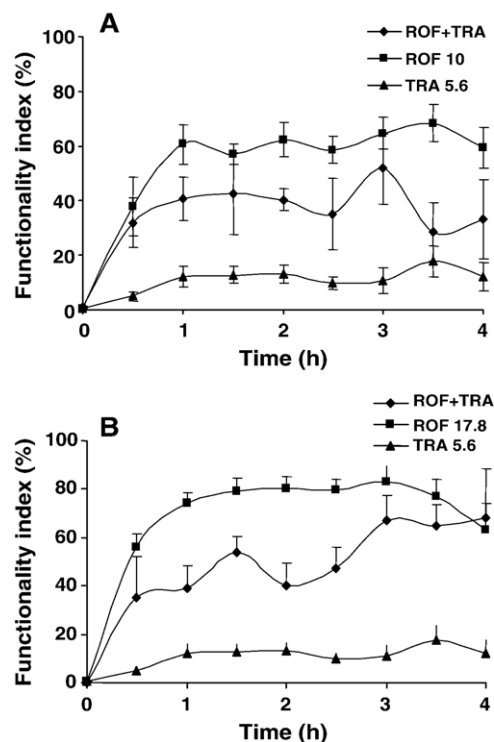 A
ROF+TRA
ROF 10
TRA 5.6
Functionality index (%)
100
80
60
40
20
0
0 1 2 3 4
Time (h)
B
ROF+TRA
ROF 17.8
TRA 5.6
Functionality index (%)
100
80
60
40
20
0
0 1 2 3 4
Time (h)